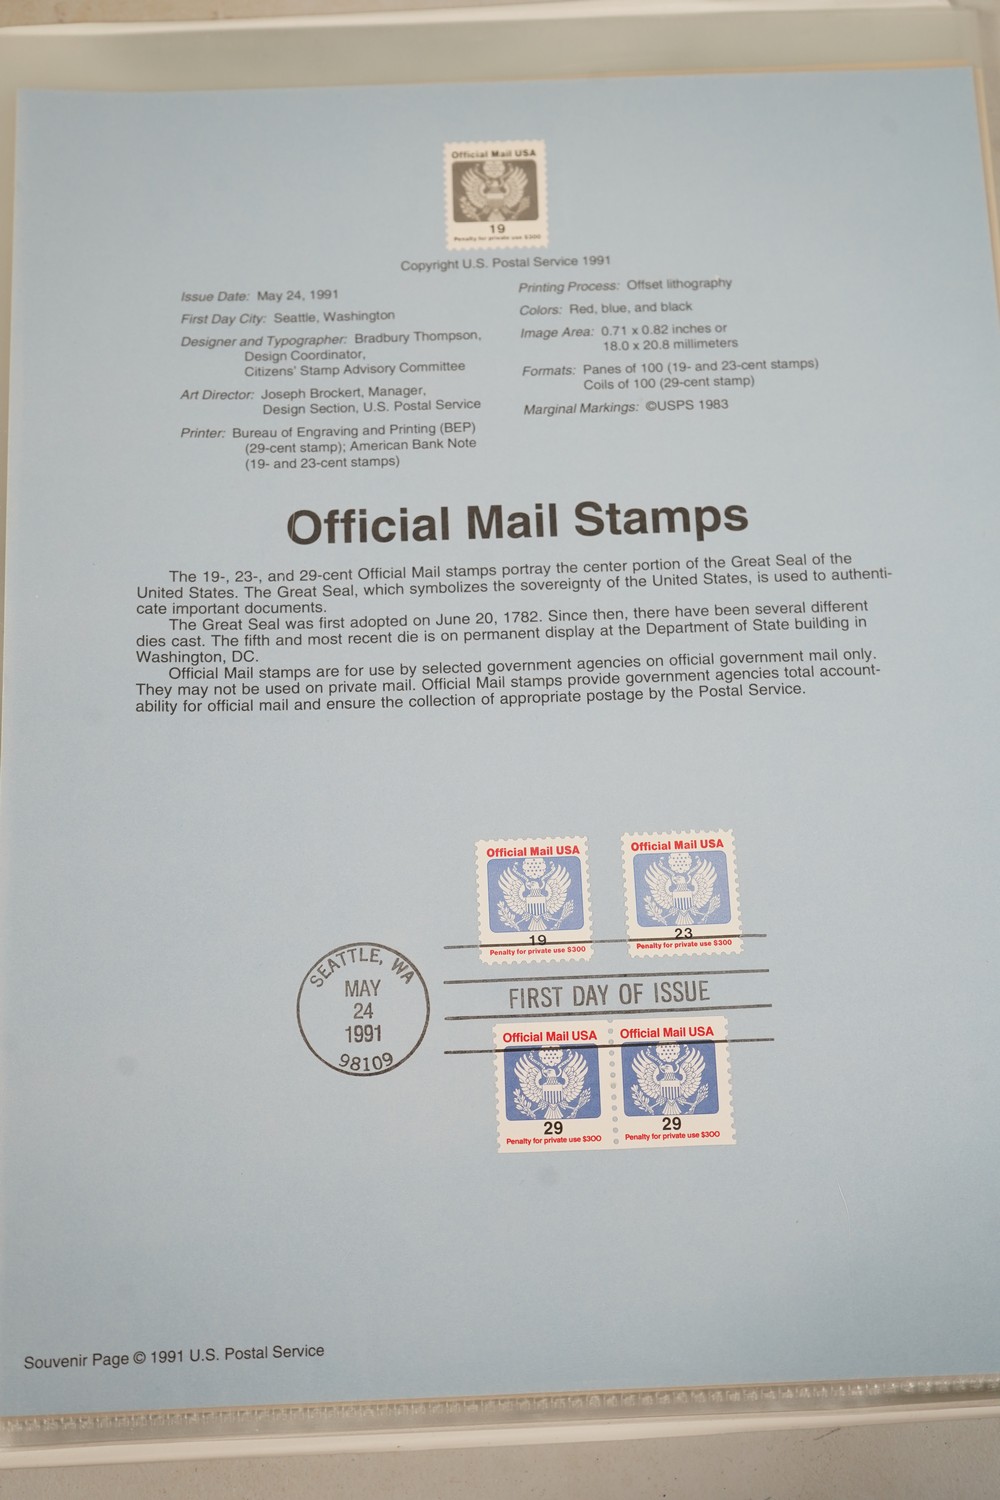 Official Mail USA
19
Penalty for private use $300
Copyright U.S. Postal Service 1991
Issue Date: May 24, 1991
First Day City: Seattle, Washington
Designer and Typographer: Bradbury Thompson,
Design Coordinator,
Citizens' Stamp Advisory Committee
Art Director: Joseph Brockert, Manager,
Design Section, U.S. Postal Service
Printer: Bureau of Engraving and Printing (BEP)
(29-cent stamp); American Bank Note
(19- and 23-cent stamps)
Printing Process: Offset lithography
Colors: Red, blue, and black
Image Area: 0.71 x 0.82 inches or
18.0 x 20.8 millimeters
Formats: Panes of 100 (19- and 23-cent stamps)
Coils of 100 (29-cent stamp)
Marginal Markings: ©USPS 1983
Official Mail Stamps
The 19-, 23-, and 29-cent Official Mail stamps portray the center portion of the Great Seal of the
United States. The Great Seal, which symbolizes the sovereignty of the United States, is used to authenti-
cate important documents.
The Great Seal was first adopted on June 20, 1782. Since then, there have been several different
dies cast. The fifth and most recent die is on permanent display at the Department of State building in
Washington, DC.
Official Mail stamps are for use by selected government agencies on official government mail only.
They may not be used on private mail. Official Mail stamps provide government agencies total account-
ability for official mail and ensure the collection of appropriate postage by the Postal Service.
Official Mail USA
19
Penalty for private use $300
Official Mail USA
23
Penalty for private use $300
SEATTLE, WA
MAY
24
1991
98109
FIRST DAY OF ISSUE
Official Mail USA
29
Penalty for private use $300
Official Mail USA
29
Penalty for private use $300
Souvenir Page © 1991 U.S. Postal Service